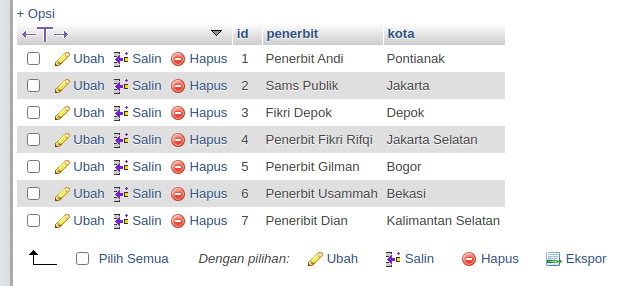 + Opsi
id penerbit kota
Ubah Salin Hapus 1 Penerbit Andi Pontianak
Ubah Salin Hapus 2 Sams Publik Jakarta
Ubah Salin Hapus 3 Fikri Depok Depok
Ubah Salin Hapus 4 Penerbit Fikri Rifqi Jakarta Selatan
Ubah Salin Hapus 5 Penerbit Gilman Bogor
Ubah Salin Hapus 6 Penerbit Usammah Bekasi
Ubah Salin Hapus 7 Peneribit Dian Kalimantan Selatan
Pilih Semua Dengan pilihan: Ubah Salin Hapus Ekspor